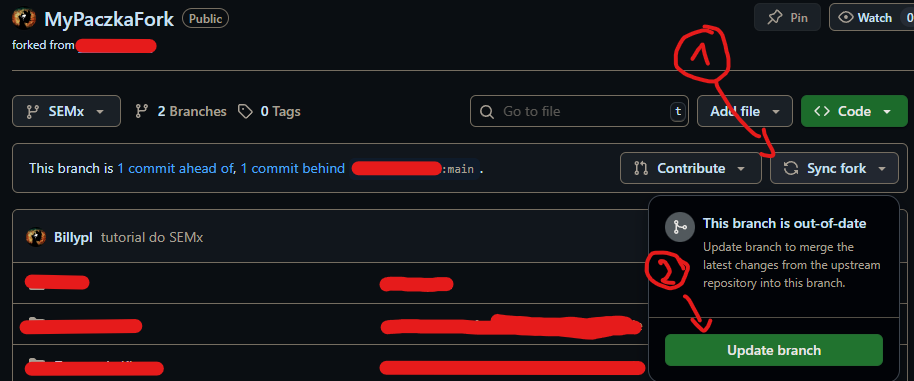 MyPaczkaFork Public
Pin
Watch 0
forked from
1
SEMx
2 Branches
0 Tags
Go to file
t
Add file
Code
This branch is 1 commit ahead of, 1 commit behind :main .
Contribute
Sync fork
This branch is out-of-date
Update branch to merge the
latest changes from the upstream
repository into this branch.
Billypl tutorial do SEMx
2
Update branch